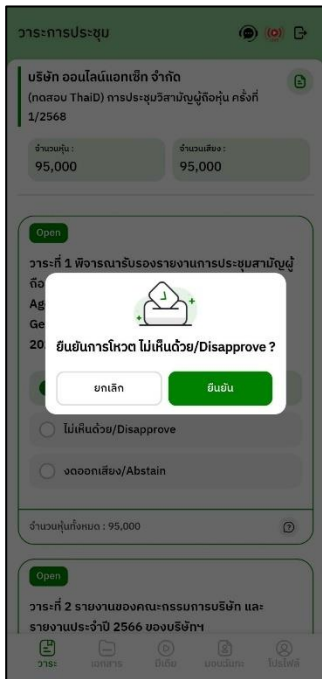 วาระการประชุม
บริษัท ออนไลน์แอทเซ็ท จำกัด
(ทดสอบ ThaiD) การประชุมวิสามัญผู้ถือหุ้น ครั้งที่
1/2568
จำนวนหุ้น :
95,000
จำนวนเสียง :
95,000
Open
วาระที่ 1 พิจารณารับรองรายงานการประชุมสามัญผู้
ถือ
Ag
Ge
20
ยืนยันการโหวต ไม่เห็นด้วย/Disapprove ?
ยกเลิก
ยืนยัน
ไม่เห็นด้วย/Disapprove
งดออกเสียง/Abstain
จำนวนหุ้นทั้งหมด : 95,000
Open
วาระที่ 2 รายงานของคณะกรรมการบริษัท และ
รายงานประจำปี 2566 ของบริษัทฯ
วาระ
เอกสาร
มีเดีย
มอบฉันทะ
โปรไฟล์